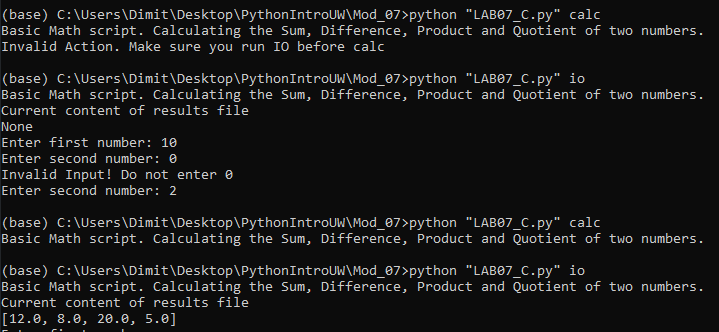 (base) C:\Users\Dimit\Desktop\PythonIntroUW\Mod_07>python "LAB07_C.py" calc
Basic Math script. Calculating the Sum, Difference, Product and Quotient of two numbers.
Invalid Action. Make sure you run IO before calc
(base) C:\Users\Dimit\Desktop\PythonIntroUW\Mod_07>python "LAB07_C.py" io
Basic Math script. Calculating the Sum, Difference, Product and Quotient of two numbers.
Current content of results file
None
Enter first number: 10
Enter second number: 0
Invalid Input! Do not enter 0
Enter second number: 2
(base) C:\Users\Dimit\Desktop\PythonIntroUW\Mod_07>python "LAB07_C.py" calc
Basic Math script. Calculating the Sum, Difference, Product and Quotient of two numbers.
(base) C:\Users\Dimit\Desktop\PythonIntroUW\Mod_07>python "LAB07_C.py" io
Basic Math script. Calculating the Sum, Difference, Product and Quotient of two numbers.
Current content of results file
[12.0, 8.0, 20.0, 5.0]